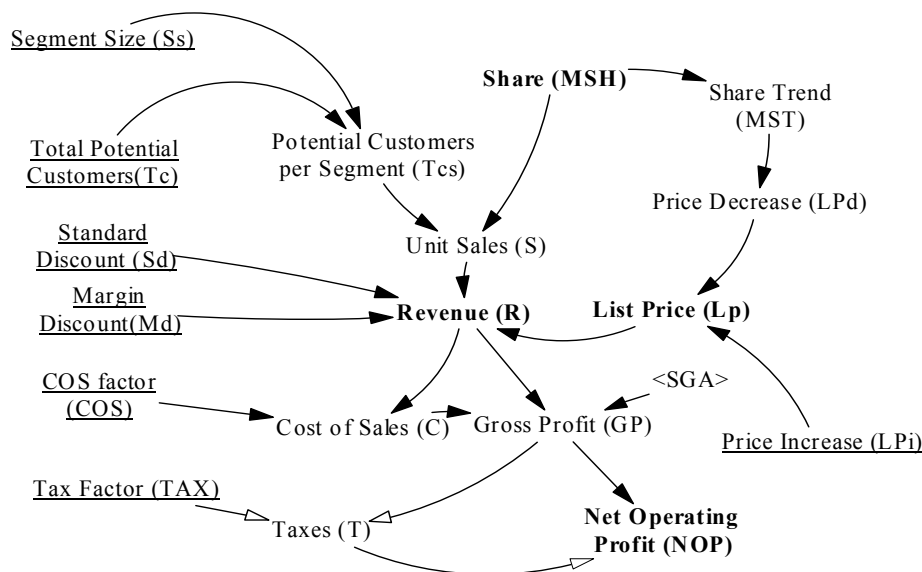 Segment Size (Ss)
Share (MSH)
Share Trend
(MST)
Total Potential
Customers(Tc)
Potential Customers
per Segment (Tcs)
Price Decrease (LPd)
Standard
Discount (Sd)
Unit Sales (S)
Margin
Discount(Md)
Revenue (R)
List Price (Lp)
COS factor
(COS)
<SGA>
Cost of Sales (C)
Gross Profit (GP)
Price Increase (LPi)
Tax Factor (TAX)
Taxes (T)
Net Operating
Profit (NOP)